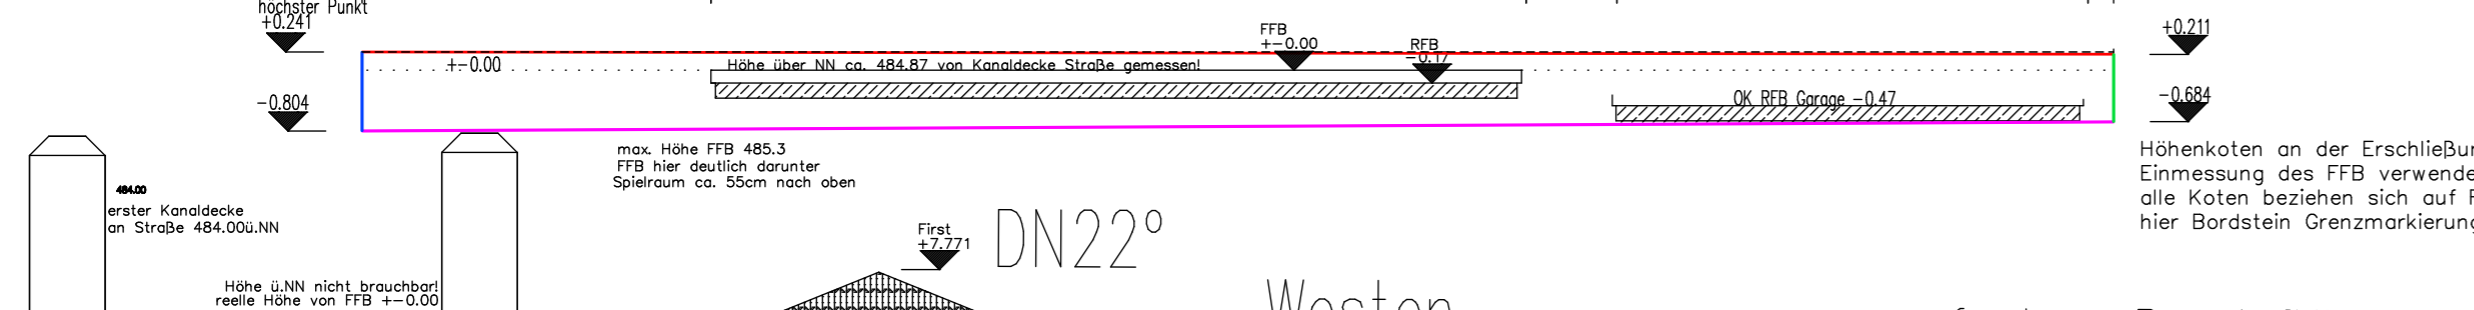 höchster Punkt
+0.241
-0.804
+-0.00
Höhe über NN ca. 484.87 von Kanaldecke Straße gemessen!
FFB
+-0.00
RFB
-0.17
OK RFB Garage -0.47
+0.211
-0.684
max. Höhe FFB 485.3
FFB hier deutlich darunter
Spielraum ca. 55cm nach oben
484.00
erster Kanaldecke
an Straße 484.00ü.NN
Höhe ü.NN nicht brauchbar!
reelle Höhe von FFB +-0.00
First
+7.771
DN22°
Westen
Höhenkoten an der
Einmessung des FFB
alle Koten beziehen sich auf
hier Bordstein